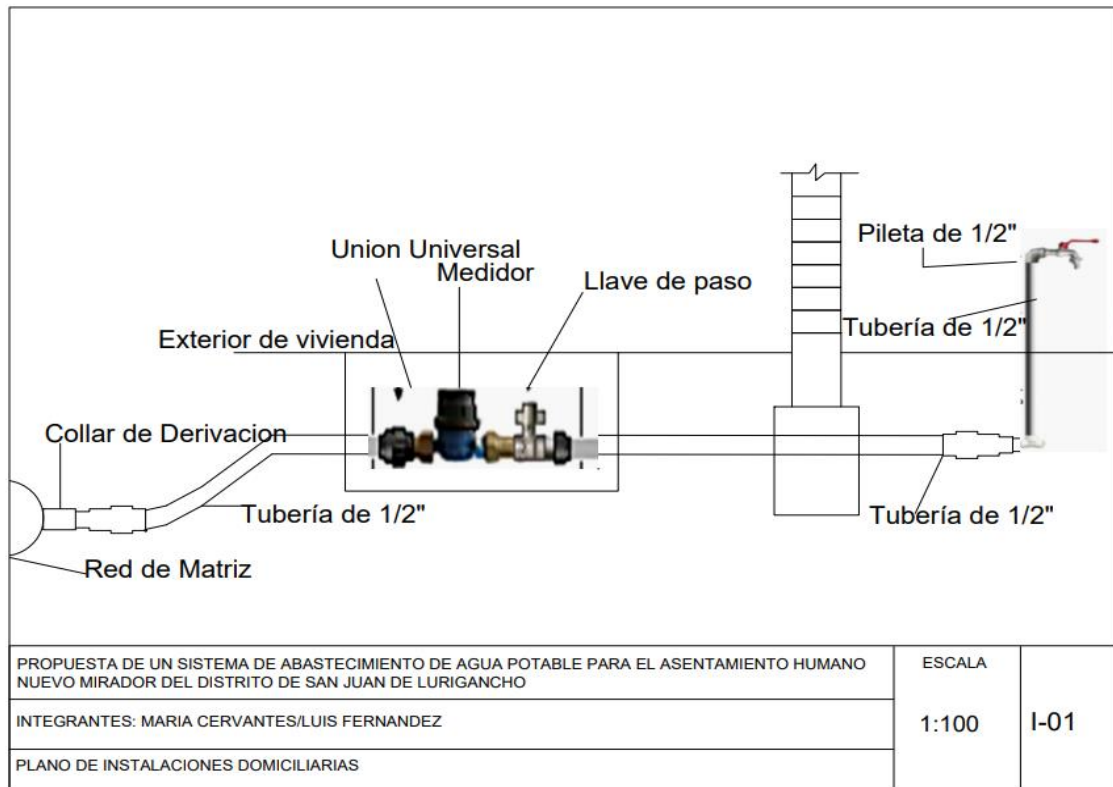 Pileta de 1/2"
Union Universal
Medidor
Llave de paso
Tubería de 1/2"
Exterior de vivienda
Collar de Derivacion
Tubería de 1/2"
Tubería de 1/2"
Red de Matriz
PROPUESTA DE UN SISTEMA DE ABASTECIMIENTO DE AGUA POTABLE PARA EL ASENTAMIENTO HUMANO
NUEVO MIRADOR DEL DISTRITO DE SAN JUAN DE LURIGANCHO
INTEGRANTES: MARIA CERVANTES/LUIS FERNANDEZ
PLANO DE INSTALACIONES DOMICILIARIAS
ESCALA
1:100
I-01